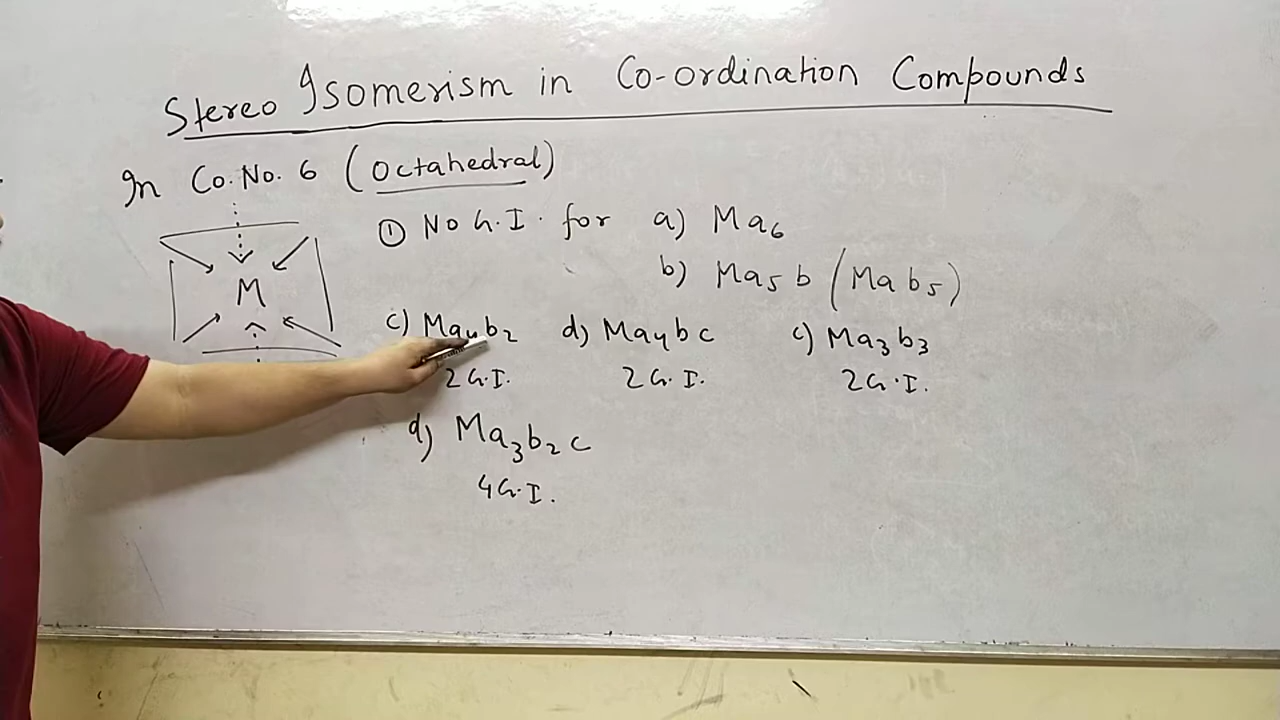 Stereo Isomerism in Co-ordination Compounds
In Co. No. 6 (Octahedral)
① No G.I. for a) Ma₆
b) Ma₅b (Mab₅)
M
c) Ma₄b₂ d) Ma₄bc c) Ma₃b₃
2G.I. 2G.I. 2G.I.
d) Ma₃b₂c
4G.I.